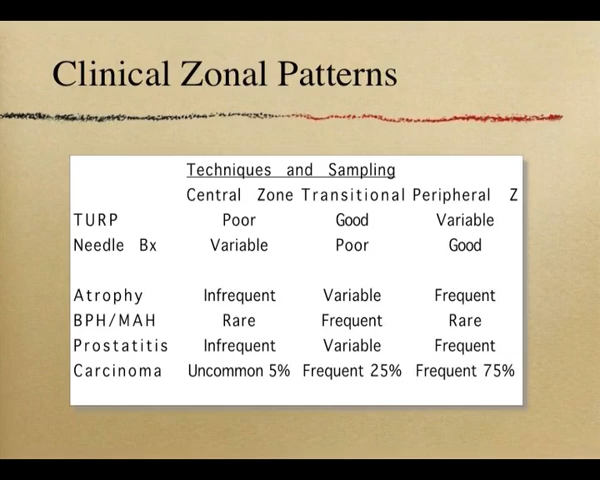 Clinical Zonal Patterns
Techniques and Sampling
Central Zone Transitional Peripheral Z
TURP Poor Good Variable
Needle Bx Variable Poor Good
Atrophy Infrequent Variable Frequent
BPH/MAH Rare Frequent Rare
Prostatitis Infrequent Variable Frequent
Carcinoma Uncommon 5% Frequent 25% Frequent 75%